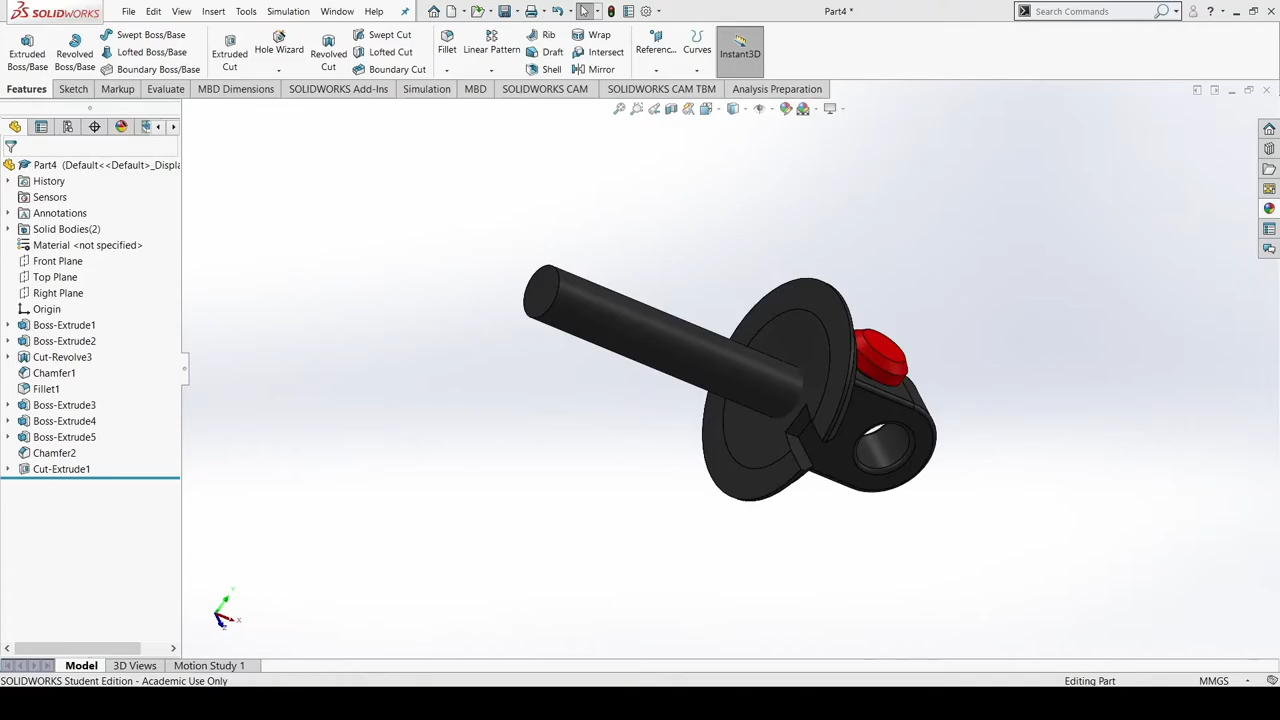 SOLIDWORKS File Edit View Insert Tools Simulation Window Help Part4 * Search Commands
Extruded Boss/Base
Revolved Boss/Base
Swept Boss/Base
Lofted Boss/Base
Boundary Boss/Base
Extruded Cut
Hole Wizard
Revolved Cut
Swept Cut
Lofted Cut
Boundary Cut
Fillet
Linear Pattern
Rib
Draft
Shell
Wrap
Intersect
Mirror
Referenc...
Curves
Instant3D
Features Sketch Markup Evaluate MBD Dimensions SOLIDWORKS Add-Ins Simulation MBD SOLIDWORKS CAM SOLIDWORKS CAM TBM Analysis Preparation
Part4 (Default<<Default>_Displa
History
Sensors
Annotations
Solid Bodies(2)
Material <not specified>
Front Plane
Top Plane
Right Plane
Origin
Boss-Extrude1
Boss-Extrude2
Cut-Revolve3
Chamfer1
Fillet1
Boss-Extrude3
Boss-Extrude4
Boss-Extrude5
Chamfer2
Cut-Extrude1
Y
X
Z
Model 3D Views Motion Study 1
SOLIDWORKS Student Edition - Academic Use Only Editing Part MMGS